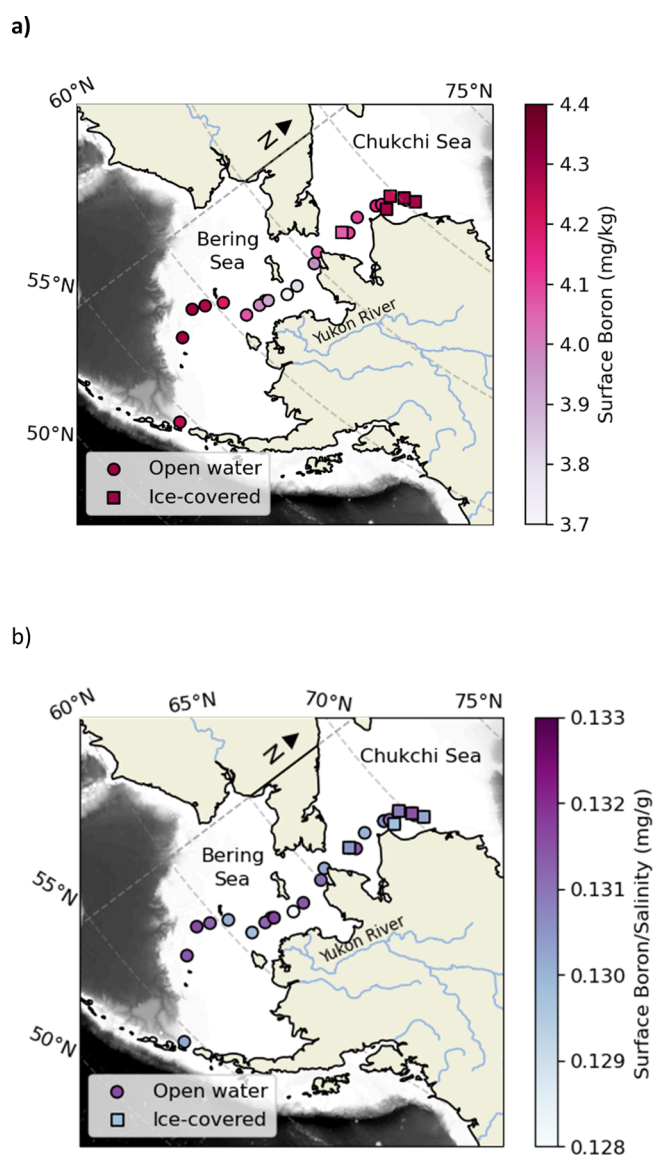 a)
60°N
75°N
N
Chukchi Sea
Bering
Sea
55°N
Yukon River
50°N
Open water
Ice-covered
4.4
4.3
4.2
4.1
4.0
3.9
3.8
3.7
Surface Boron (mg/kg)
b)
60°N
65°N
70°N
75°N
N
Chukchi Sea
Bering
Sea
55°N
Yukon River
50°N
Open water
Ice-covered
0.133
0.132
0.131
0.130
0.129
0.128
Surface Boron/Salinity (mg/g)